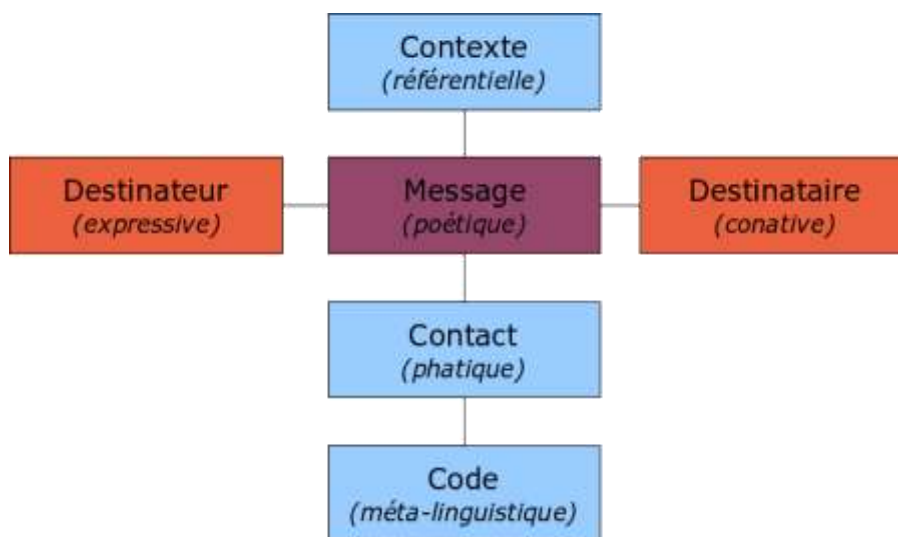 Contexte
(référentielle)
Destinateur
(expressive)
Message
(poétique)
Destinataire
(conative)
Contact
(phatique)
Code
(méta-linguistique)